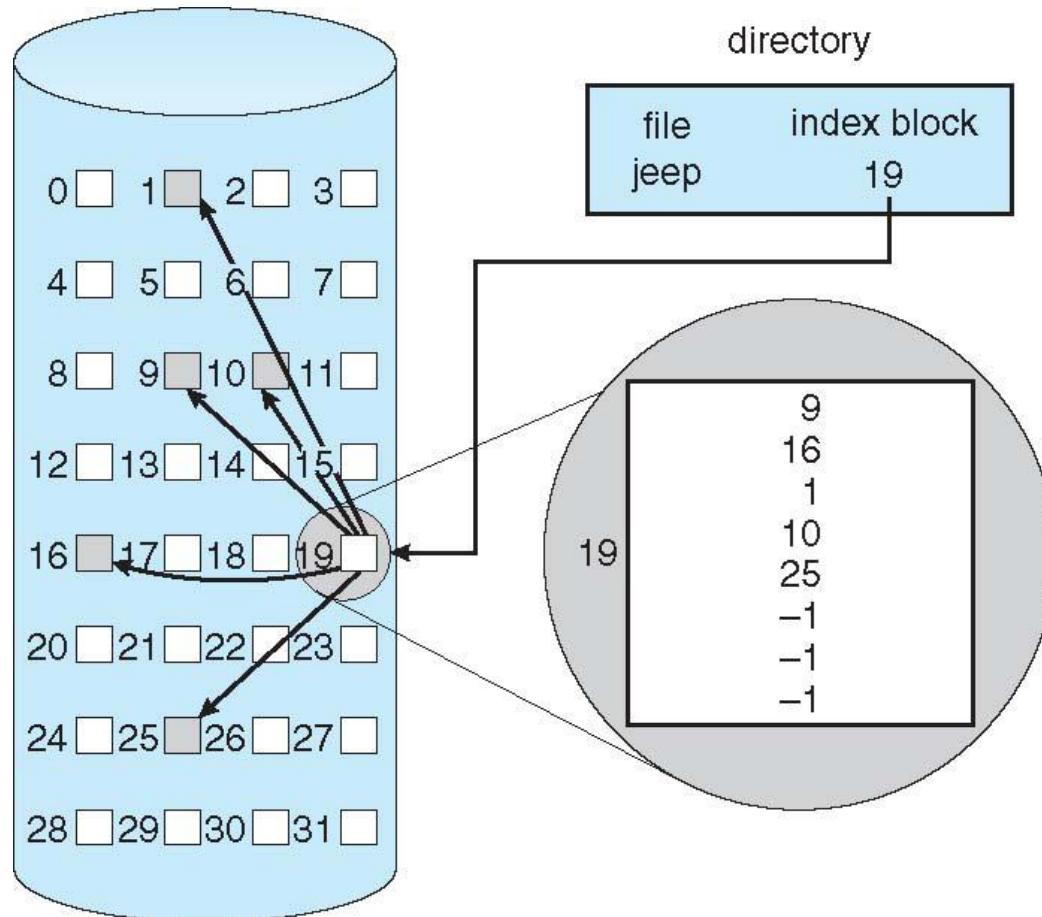 directory
file index block
jeep 19
0 1 2 3
4 5 6 7
8 9 10 11
12 13 14 15
16 17 18 19
20 21 22 23
24 25 26 27
28 29 30 31
19
9
16
1
10
25
–1
–1
–1